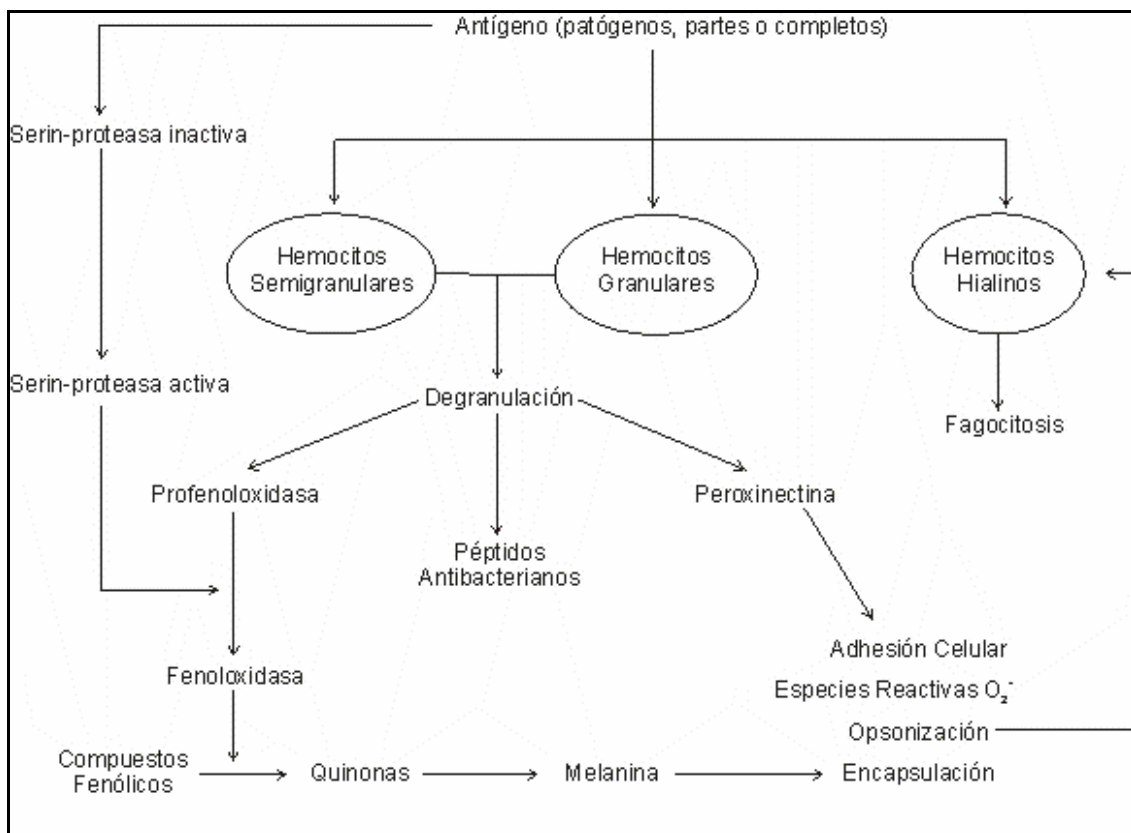 Antígeno (patógenos, partes o completos)
Serin-proteasa inactiva
Hemocitos
Semigranulares
Hemocitos
Granulares
Hemocitos
Hialinos
Serin-proteasa activa
Degranulación
Fagocitosis
Profenoloxidasa
Peroxinectina
Péptidos
Antibacterianos
Adhesión Celular
Fenoloxidasa
Especies Reactivas O₂⁻
Opsonización
Compuestos
Fenólicos
Quinonas
Melanina
Encapsulación